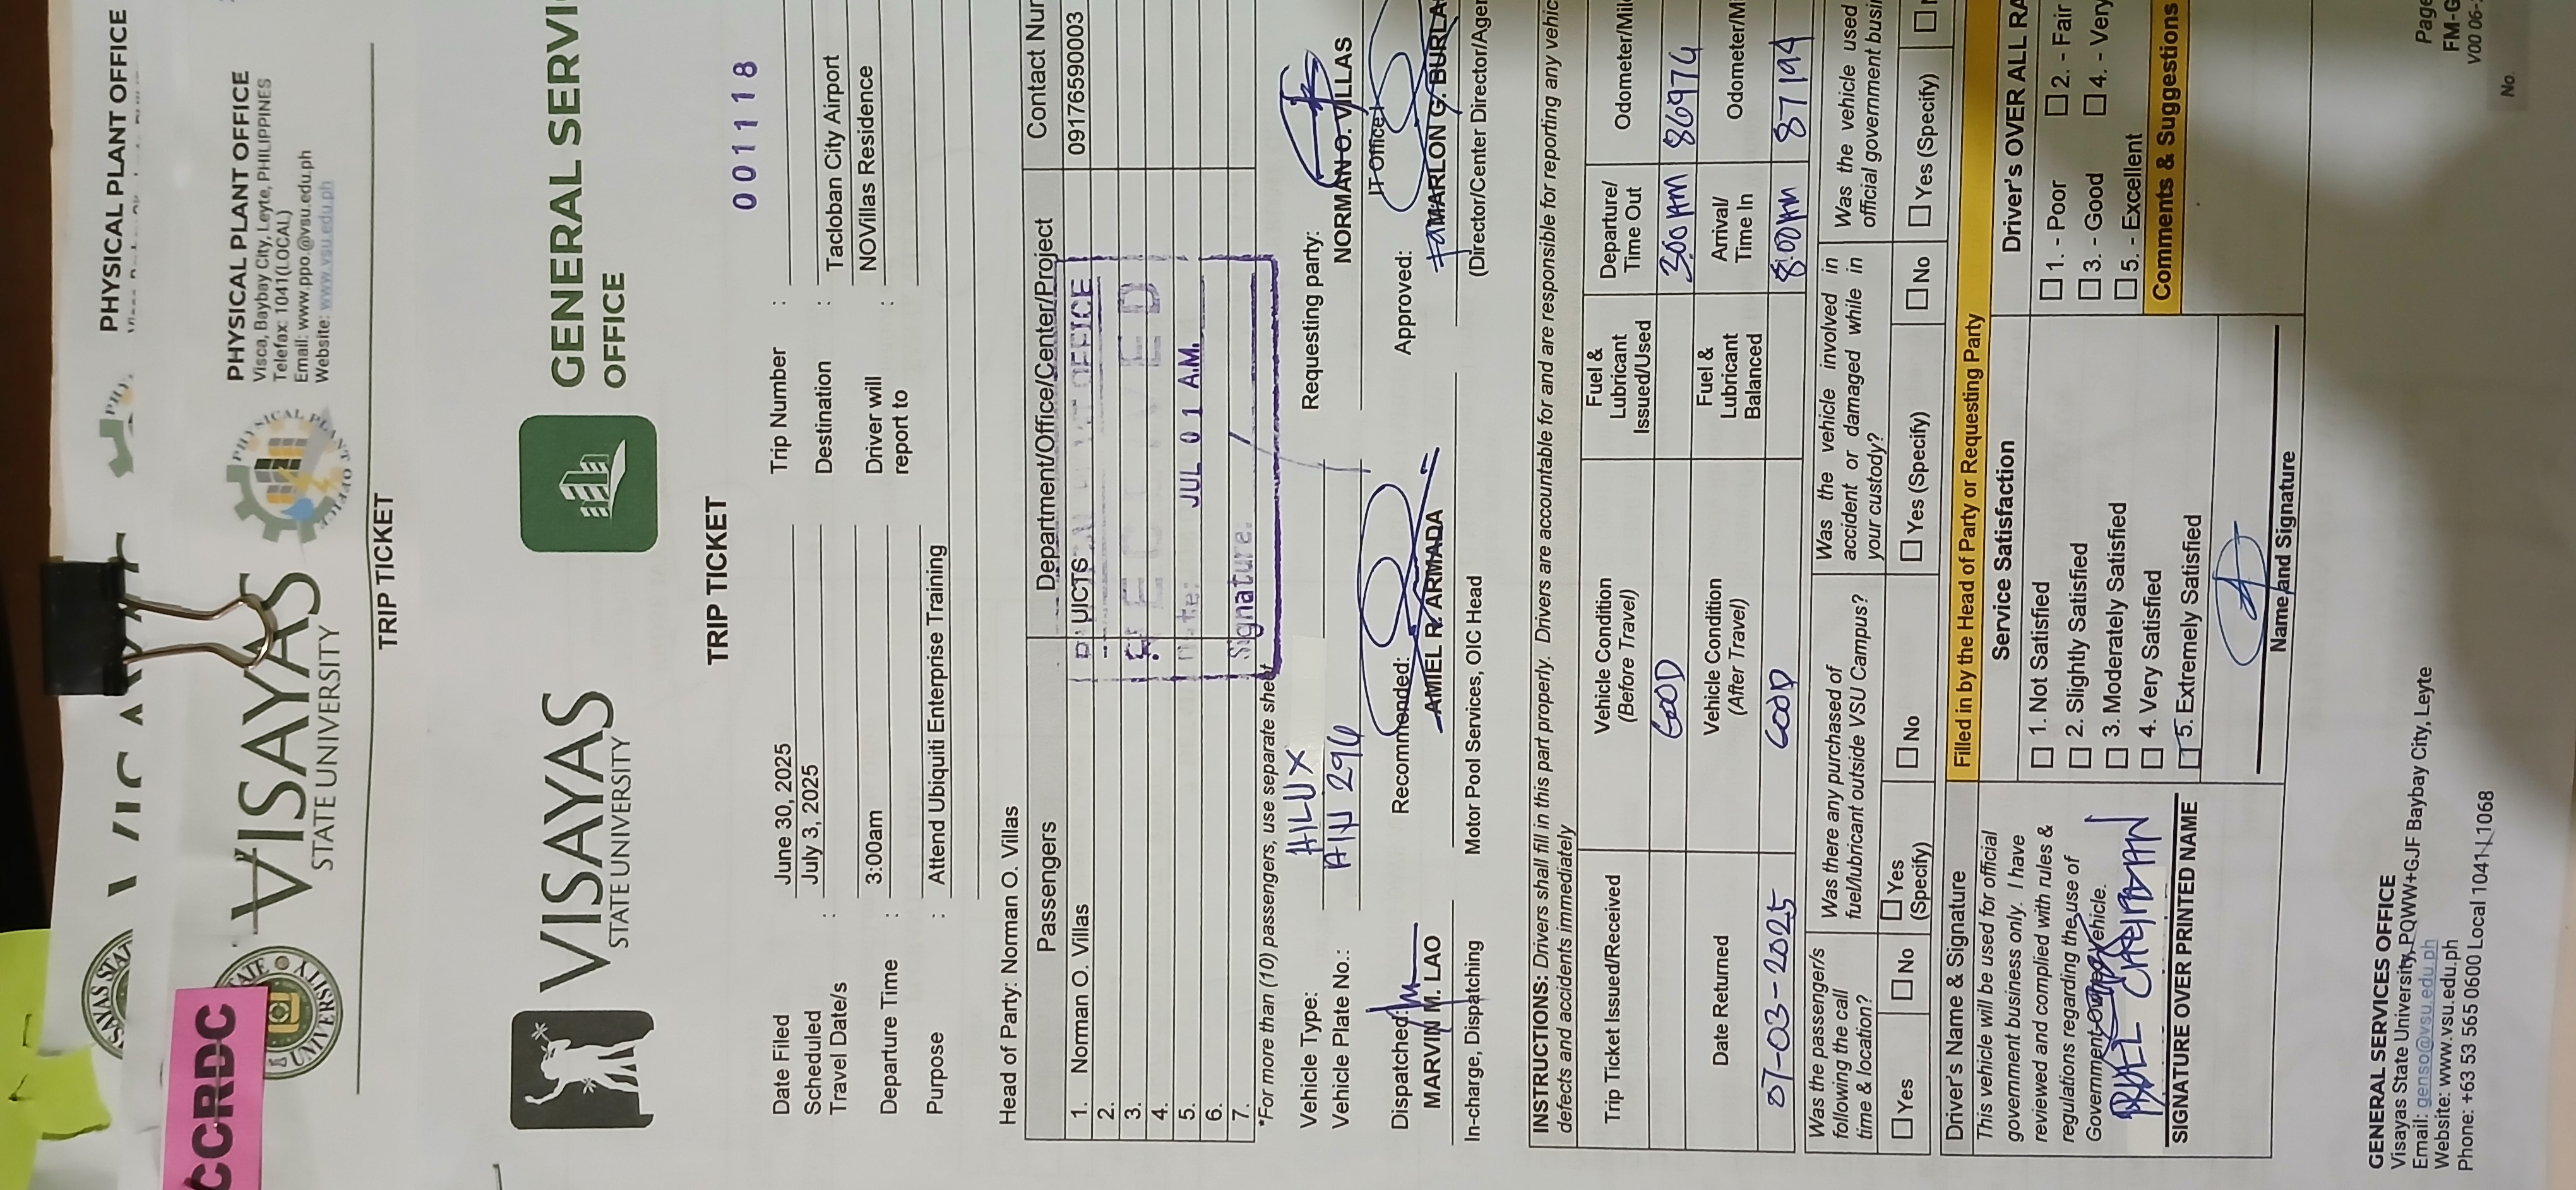 PHYSICAL PLANT OFFICE
CCRDC
VISAYAS
STATE UNIVERSITY
PHYSICAL PLANT OFFICE
Visca, Baybay City, Leyte, PHILIPPINES
Telefax: 1041(LOCAL)
Email: www.ppo@vsu.edu.ph
Website: www.vsu.edu.ph
TRIP TICKET
VISAYAS
STATE UNIVERSITY
GENERAL SERVI
OFFICE
TRIP TICKET
001118
Date Filed June 30, 2025 Trip Number :
Scheduled Travel Date/s : July 3, 2025 Destination : Tacloban City Airport
Departure Time : 3:00am Driver will report to : NOVillas Residence
Purpose : Attend Ubiquiti Enterprise Training
Head of Party: Norman O. Villas
Passengers Department/Office/Center/Project Contact Nur
1. Norman O. Villas UICTS 09176590003
2.
3. RECEIVED
4.
5. JUL 01 A.M.
6.
7. Signature
*For more than (10) passengers, use separate sheet
Vehicle Type: HILUX Requesting party:
Vehicle Plate No.: NORMAN O. VILLAS
IT Office
Dispatched: Recommended: Approved:
MARVIN M. LAO AMIEL R. ARMADA MARLON G. BURLA
In-charge, Dispatching Motor Pool Services, OIC Head (Director/Center Director/Agen
INSTRUCTIONS: Drivers shall fill in this part properly. Drivers are accountable for and are responsible for reporting any vehic
defects and accidents immediately
Trip Ticket Issued/Received Vehicle Condition (Before Travel) Fuel & Lubricant Issued/Used Departure/ Time Out Odometer/Mil
GOOD 3:00 AM 86974
Date Returned Vehicle Condition (After Travel) Fuel & Lubricant Balanced Arrival/ Time In Odometer/Mi
07-03-2025 GOOD 8:00 AM 87194
Was the passenger/s following the call time & location?
Was there any purchased of fuel/lubricant outside VSU Campus?
Was the vehicle involved in accident or damaged while in your custody?
Was the vehicle used official government busi
Yes No Yes (Specify) No Yes (Specify) No Yes (Specify)
Driver's Name & Signature Filled in by the Head of Party or Requesting Party
This vehicle will be used for official
government business only. I have
reviewed and complied with rules &
regulations regarding the use of
Government Owned Vehicle.
SIGNATURE OVER PRINTED NAME
Service Satisfaction
1. Not Satisfied
2. Slightly Satisfied
3. Moderately Satisfied
4. Very Satisfied
5. Extremely Satisfied
Name and Signature
Driver's OVER ALL RA
1. - Poor 2. - Fair
3. - Good 4. - Very
5. - Excellent
Comments & Suggestions
GENERAL SERVICES OFFICE
Visayas State University, PQWW+GJF Baybay City, Leyte
Email: genso@vsu.edu.ph
Website: www.vsu.edu.ph
Phone: +63 53 565 0600 Local 1041 | 1068
Page
FM-G
V00 06-
No.